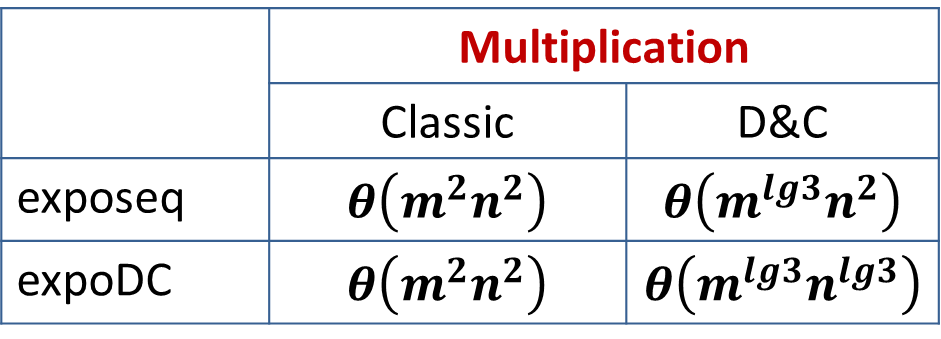 Multiplication
Classic D&C
exposeq θ(m²n²) θ(m^{lg3}n²)
expoDC θ(m²n²) θ(m^{lg3}n^{lg3})